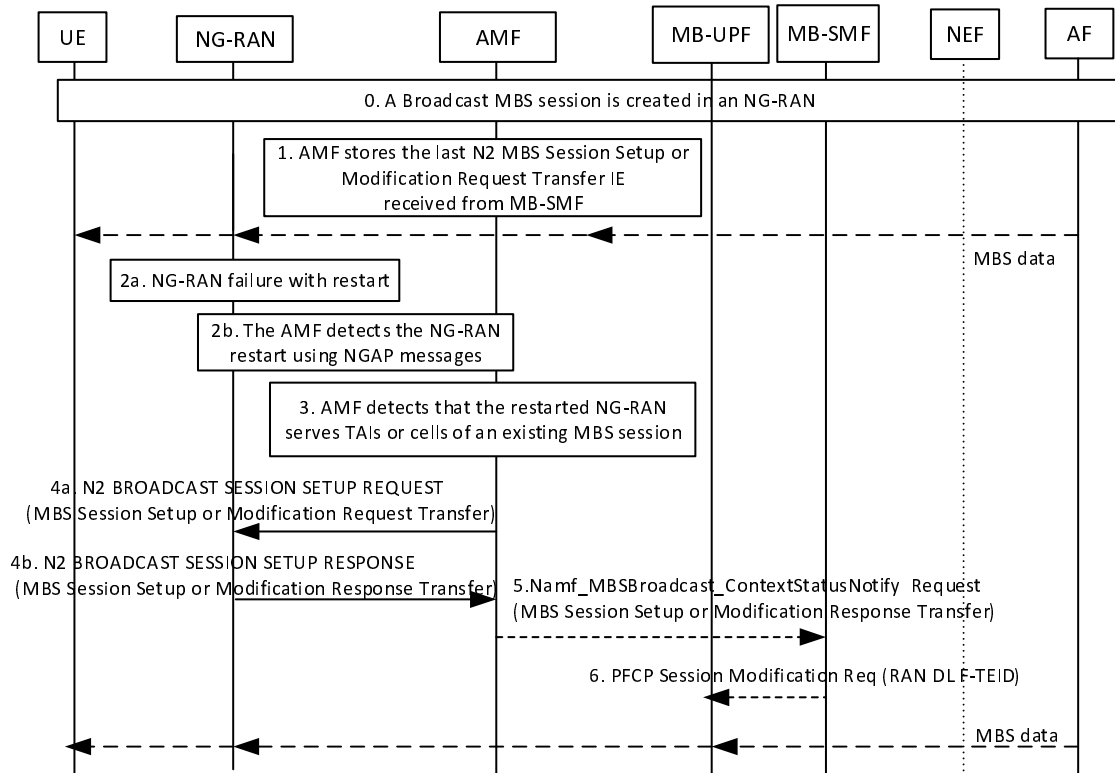 UE
NG-RAN
AMF
MB-UPF
MB-SMF
NEF
AF
0. A Broadcast MBS session is created in an NG-RAN
1. AMF stores the last N2 MBS Session Setup or
Modification Request Transfer IE
received from MB-SMF
MBS data
2a. NG-RAN failure with restart
2b. The AMF detects the NG-RAN
restart using NGAP messages
3. AMF detects that the restarted NG-RAN
serves TAIs or cells of an existing MBS session
4a. N2 BROADCAST SESSION SETUP REQUEST
(MBS Session Setup or Modification Request Transfer)
4b. N2 BROADCAST SESSION SETUP RESPONSE
(MBS Session Setup or Modification Response Transfer)
5.Namf_MBSBroadcast_ContextStatusNotify Request
(MBS Session Setup or Modification Response Transfer)
6. PFCP Session Modification Req (RAN DL F-TEID)
MBS data